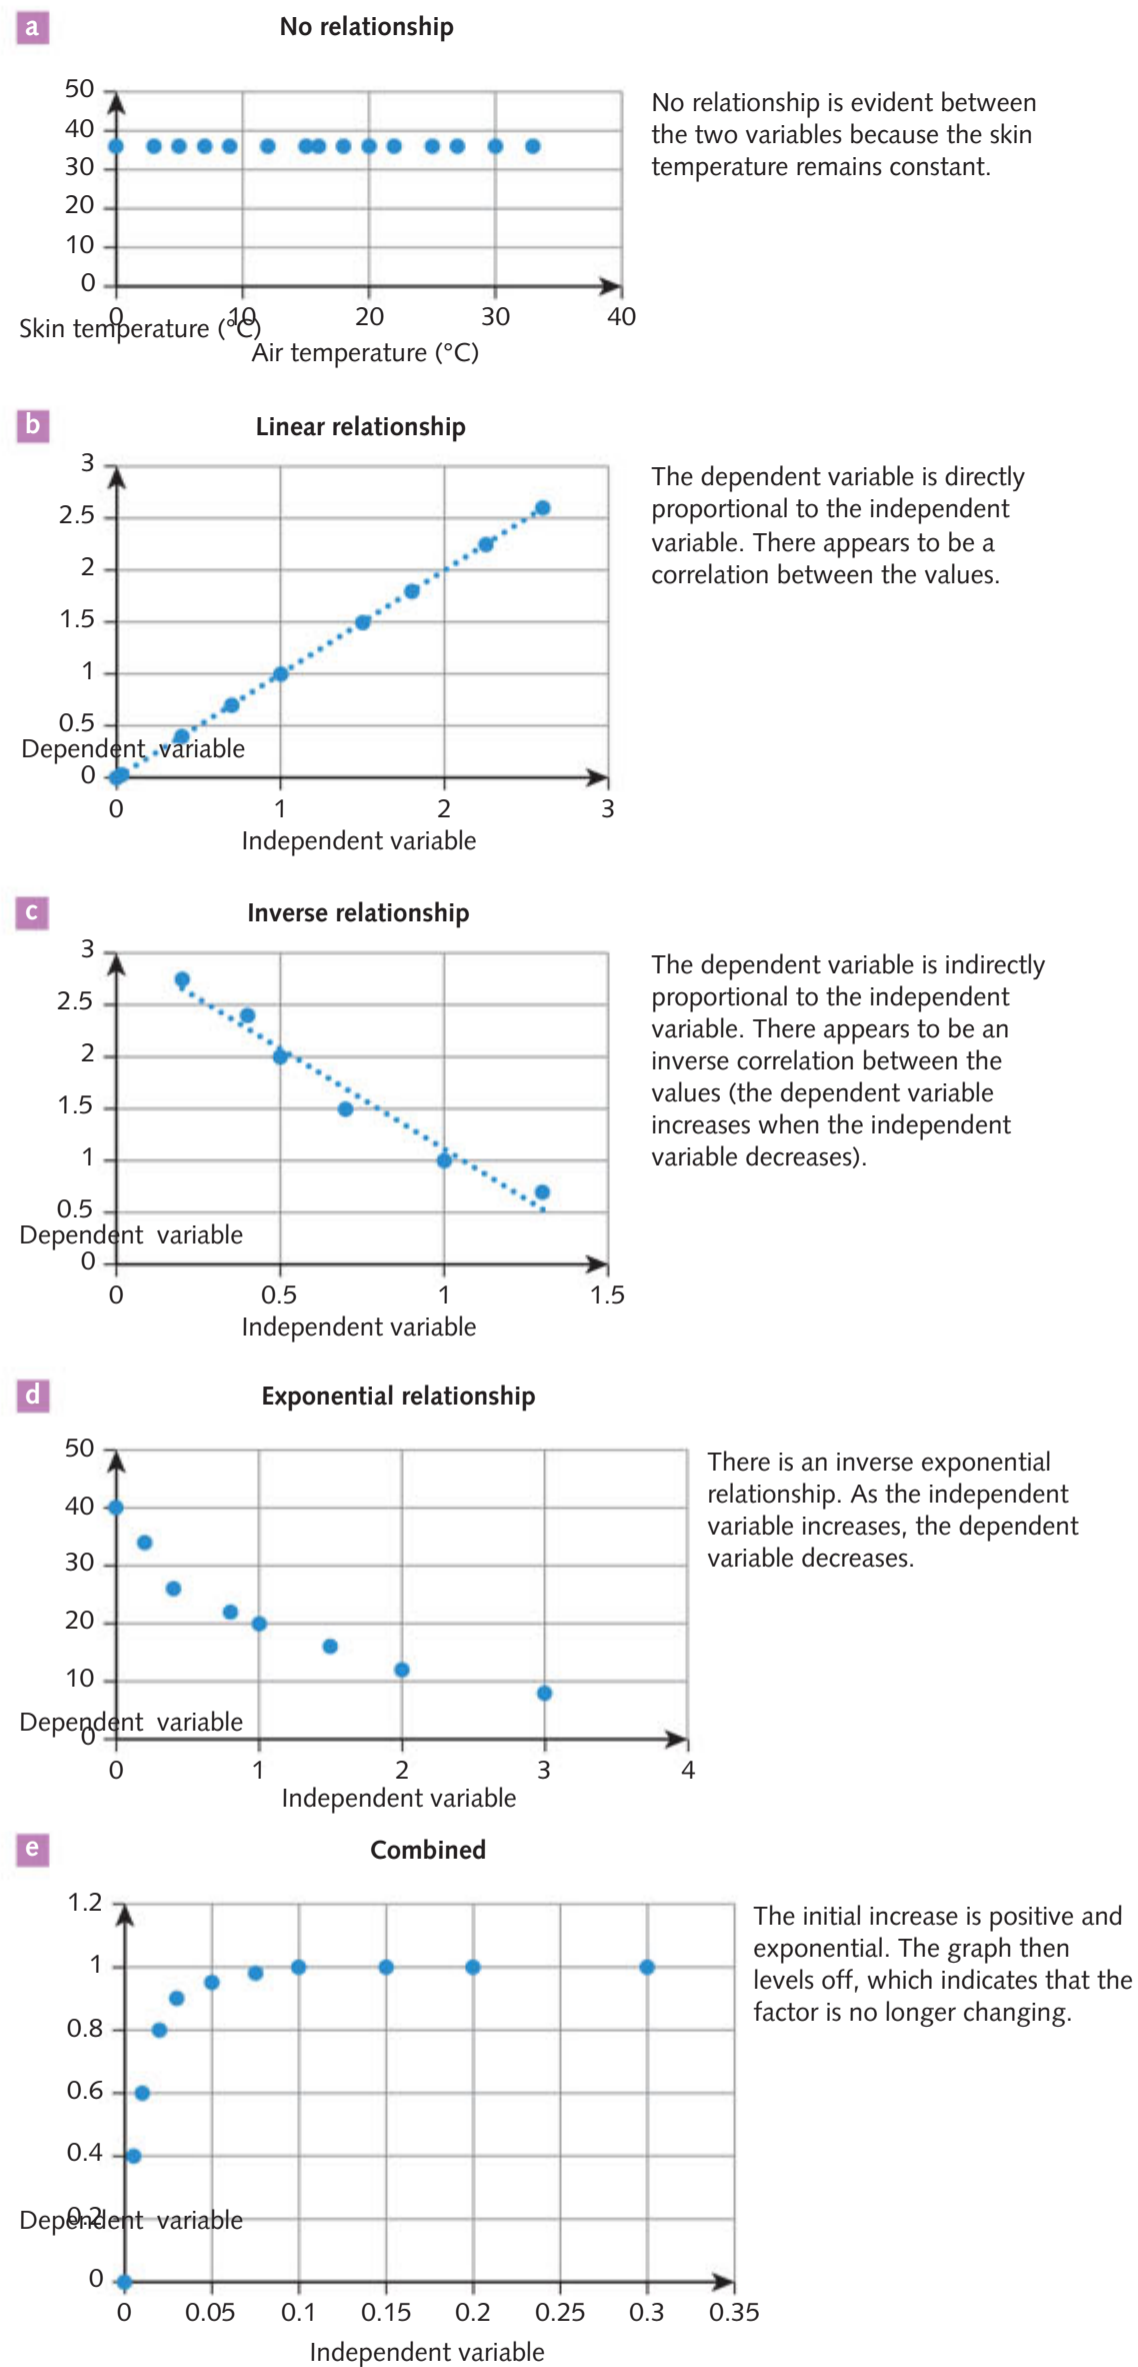 a
No relationship
50
40
30
20
10
0
0 10 20 30 40
Skin temperature (°C)
Air temperature (°C)
No relationship is evident between
the two variables because the skin
temperature remains constant.
b
Linear relationship
3
2.5
2
1.5
1
0.5
0
Dependent variable
0 1 2 3
Independent variable
The dependent variable is directly
proportional to the independent
variable. There appears to be a
correlation between the values.
c
Inverse relationship
3
2.5
2
1.5
1
0.5
0
Dependent variable
0 0.5 1 1.5
Independent variable
The dependent variable is indirectly
proportional to the independent
variable. There appears to be an
inverse correlation between the
values (the dependent variable
increases when the independent
variable decreases).
d
Exponential relationship
50
40
30
20
10
0
Dependent variable
0 1 2 3 4
Independent variable
There is an inverse exponential
relationship. As the independent
variable increases, the dependent
variable decreases.
e
Combined
1.2
1
0.8
0.6
0.4
0.2
0
Dependent variable
0 0.05 0.1 0.15 0.2 0.25 0.3 0.35
Independent variable
The initial increase is positive and
exponential. The graph then
levels off, which indicates that the
factor is no longer changing.